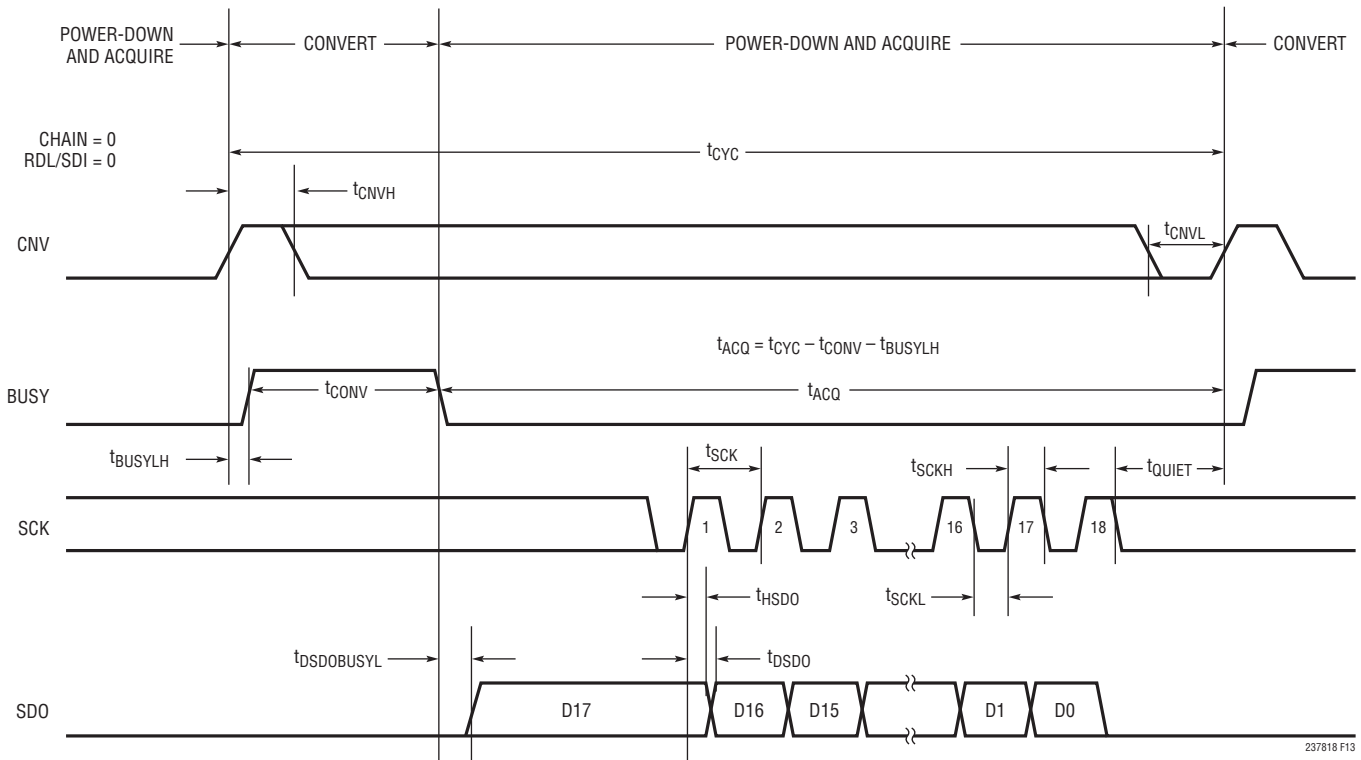 POWER-DOWN
AND ACQUIRE
CONVERT
POWER-DOWN AND ACQUIRE
CONVERT
CHAIN = 0
RDL/SDI = 0
tCYC
tCNVH
CNV
tCNVL
tACQ = tCYC – tCONV – tBUSYLH
BUSY
tCONV
tACQ
tBUSYLH
tSCK
tSCKH
tQUIET
SCK
1
2
3
16
17
18
tHSDO
tSCKL
tDSDOBUSYL
tDSDO
SDO
D17
D16
D15
D1
D0
237818 F13